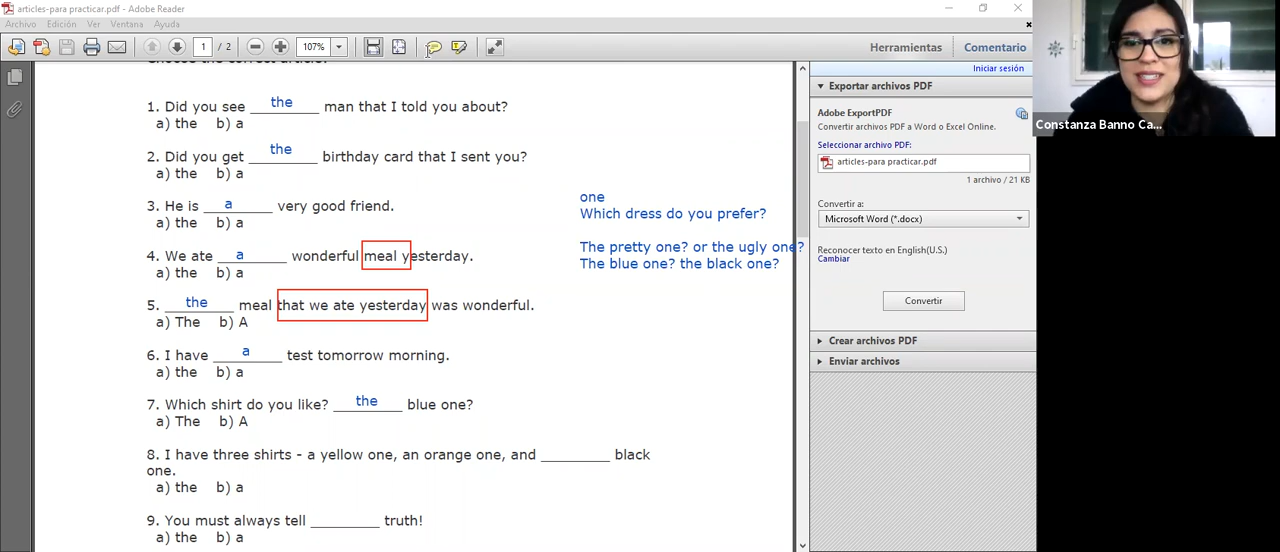 articles-para practicar.pdf - Adobe Reader
Archivo Edición Ver Ventana Ayuda
1 / 2 107% Herramientas Comentario
Choose the correct article:
1. Did you see the man that I told you about?
a) the b) a
2. Did you get the birthday card that I sent you?
a) the b) a
3. He is a very good friend.
a) the b) a
4. We ate a wonderful meal yesterday.
a) the b) a
5. the meal that we ate yesterday was wonderful.
a) The b) A
6. I have a test tomorrow morning.
a) the b) a
7. Which shirt do you like? the blue one?
a) The b) A
8. I have three shirts - a yellow one, an orange one, and ________ black
one.
a) the b) a
9. You must always tell ________ truth!
a) the b) a
one
Which dress do you prefer?
The pretty one? or the ugly one?
The blue one? the black one?
Iniciar sesión
Exportar archivos PDF
Adobe ExportPDF
Convertir archivos PDF a Word o Excel Online.
Seleccionar archivo PDF:
articles-para practicar.pdf
1 archivo / 21 KB
Convertir a:
Microsoft Word (*.docx)
Reconocer texto en English(U.S.)
Cambiar
Convertir
Crear archivos PDF
Enviar archivos
Constanza Banno Ca...